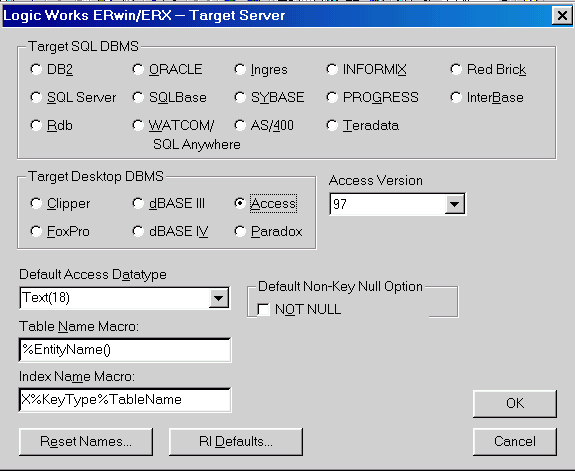 Logic Works ERwin/ERX -- Target Server
Target SQL DBMS
DB2 ORACLE Ingres INFORMIX Red Brick
SQL Server SQLBase SYBASE PROGRESS InterBase
Rdb WATCOM/ AS/400 Teradata
SQL Anywhere
Target Desktop DBMS
Access Version
Clipper dBASE III Access
97
FoxPro dBASE IV Paradox
Default Access Datatype
Default Non-Key Null Option
Text(18)
NOT NULL
Table Name Macro:
%EntityName()
Index Name Macro:
X%KeyType%TableName
OK
Reset Names... RI Defaults... Cancel